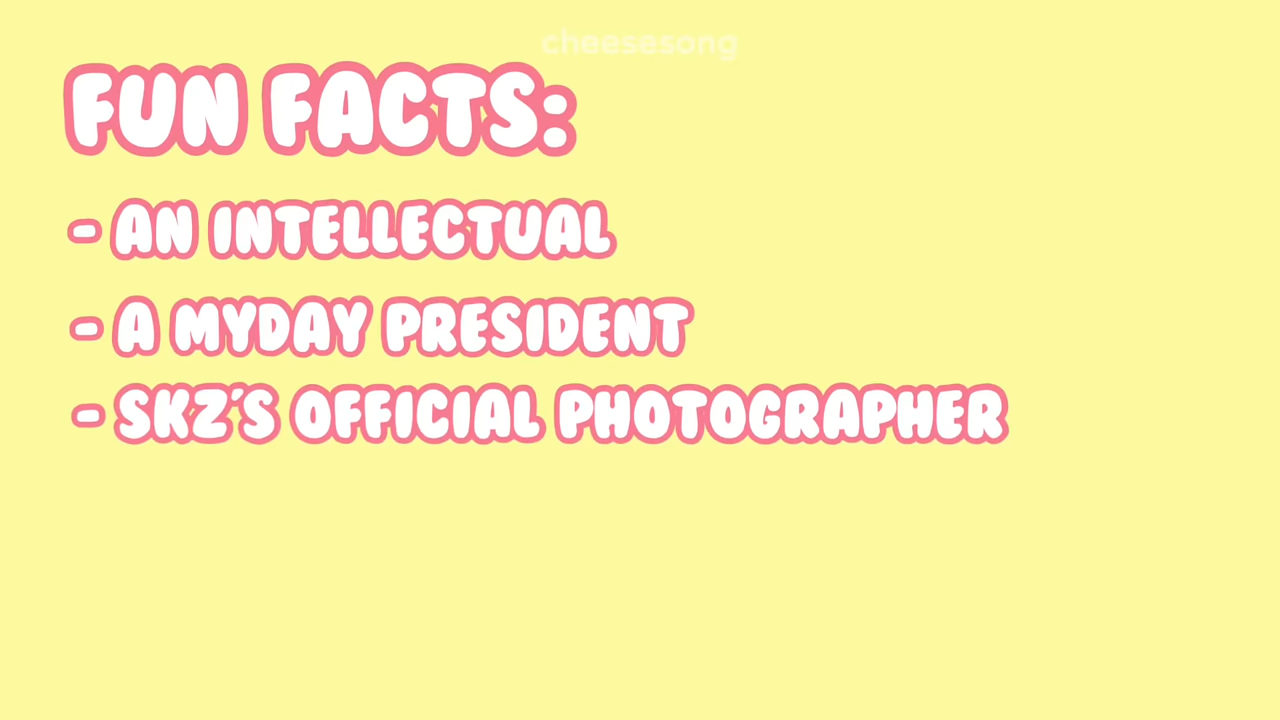 cheesesong
FUN FACTS:
- AN INTELLECTUAL
- A MYDAY PRESIDENT
- SKZ'S OFFICIAL PHOTOGRAPHER